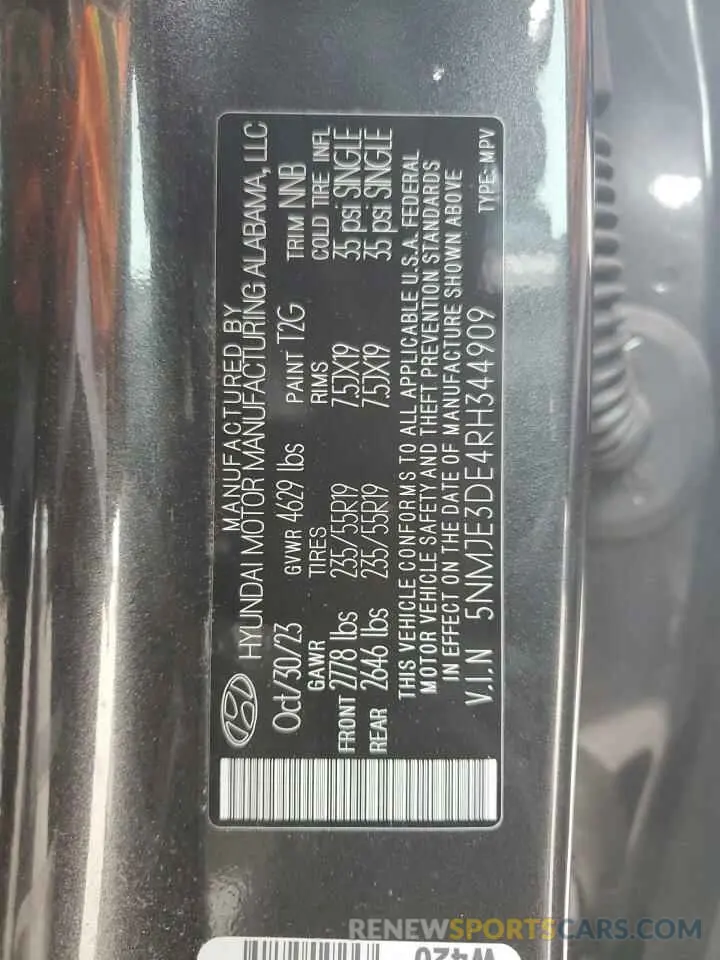 MANUFACTURED BY
HYUNDAI MOTOR MANUFACTURING ALABAMA, LLC
Oct/30/23 GVWR 4629 lbs PAINT T2G TRIM NNB
GAWR TIRES RIMS COLD TIRE INFL
FRONT 2778 lbs 235/55R19 7.5JX19 35 psi SINGLE
REAR 2646 lbs 235/55R19 7.5JX19 35 psi SINGLE
THIS VEHICLE CONFORMS TO ALL APPLICABLE U.S.A. FEDERAL
MOTOR VEHICLE SAFETY AND THEFT PREVENTION STANDARDS
IN EFFECT ON THE DATE OF MANUFACTURE SHOWN ABOVE
V.I.N 5NMJE3DE4RH344909 TYPE: MPV
W420
RENEWSPORTSCARS.COM